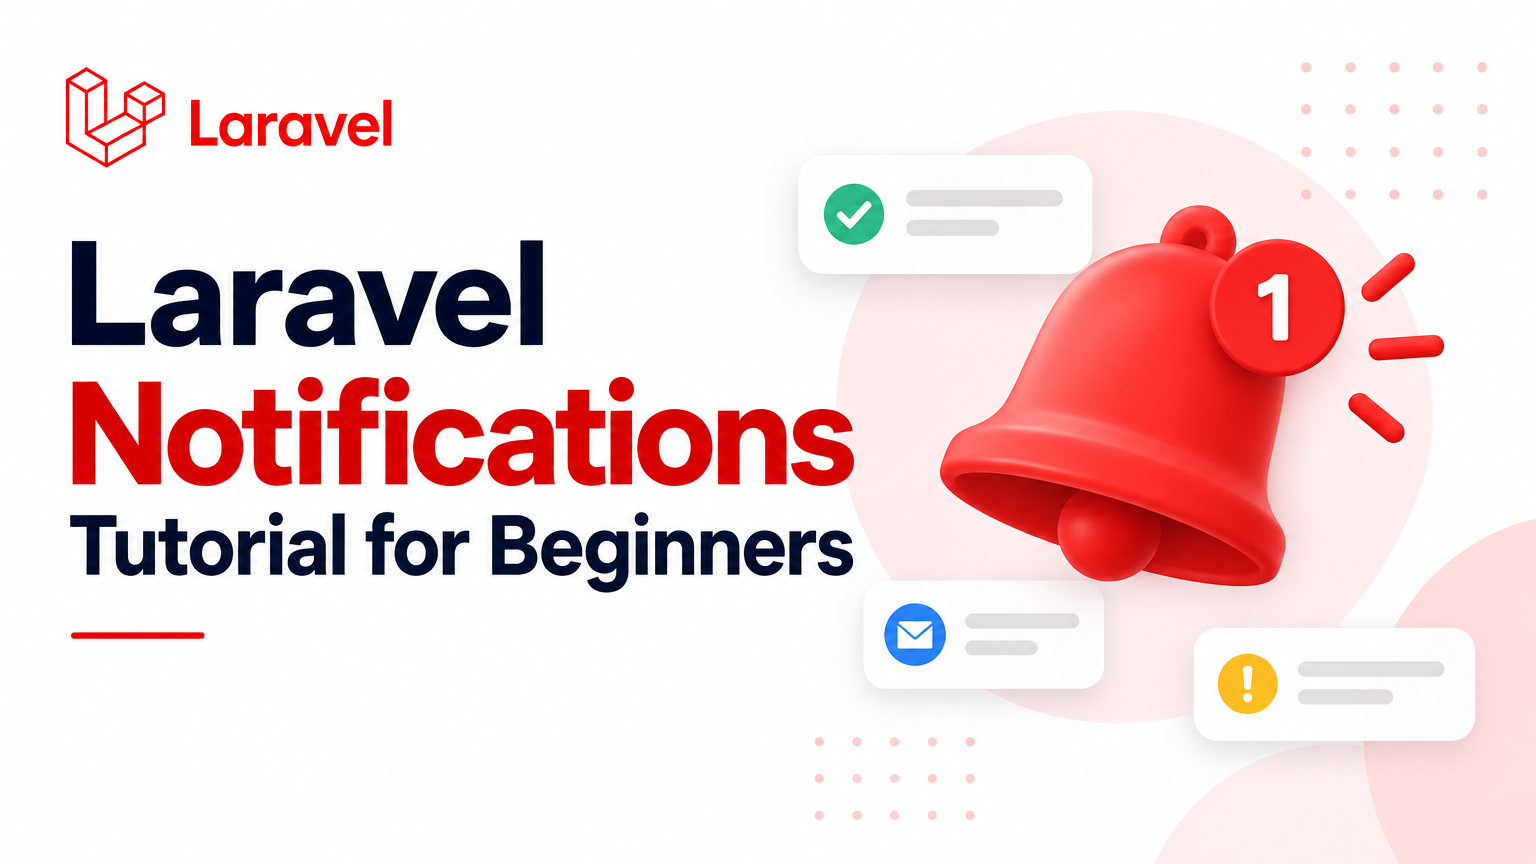 Laravel
Laravel
Notifications
Tutorial for Beginners
1